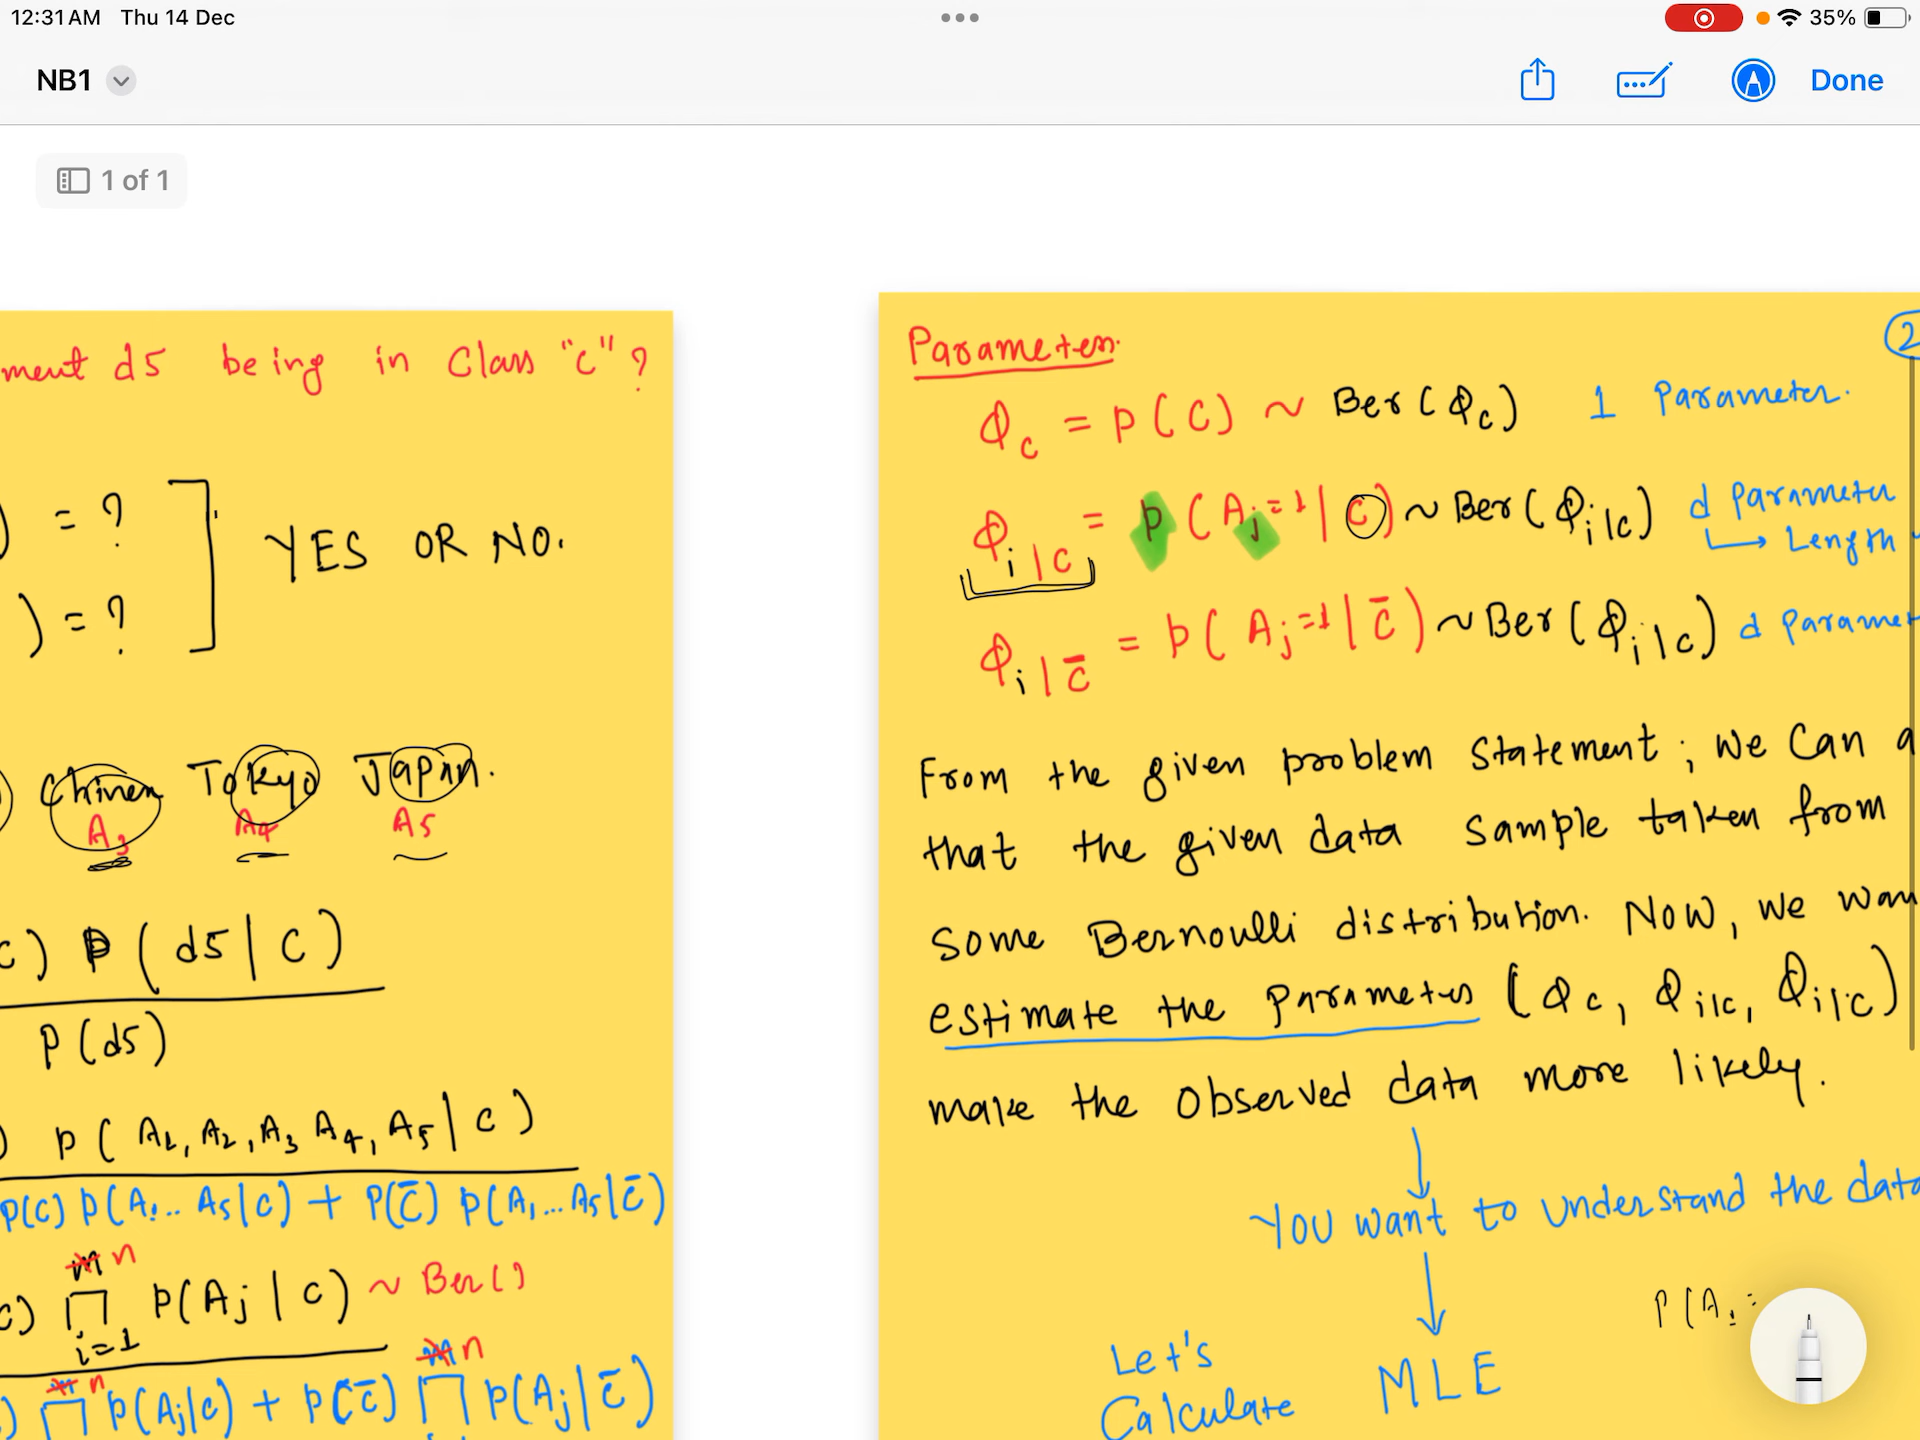 12:31 AM Thu 14 Dec
35%
NB1
Done
1 of 1
ment d5 being in Class "c" ?
) = ?
) = ?
YES OR NO.
Chinese Tokyo Japan.
A3 A4 A5
c) P ( d5 | C )
P (d5)
) P ( A1, A2, A3 A4, A5 | C )
P(C) P(A1... A5|C) + P(C̄) P(A1... A5|C̄)
m n
c) ∏ P(Aj | C) ~ Ber()
i=1
m n m n
) ∏ P(Aj|C) + P(C̄) ∏ P(Aj|C̄)
Parameters.
2
Φc = P(C) ~ Ber(Φc) 1 Parameter.
Φi|c = P(Aj=1|C) ~ Ber(Φi|c) d Parameter
↳ Length
Φi|c̄ = P(Aj=1|C̄) ~ Ber(Φi|c) d Paramet
From the given problem Statement ; We Can a
that the given data sample taken from
Some Bernoulli distribution. Now, we wan
estimate the Parameters (Φc, Φi|c, Φi|c)
make the Observed data more likely.
You want to Understand the data
P(A1 =
Let's
Calculate
MLE